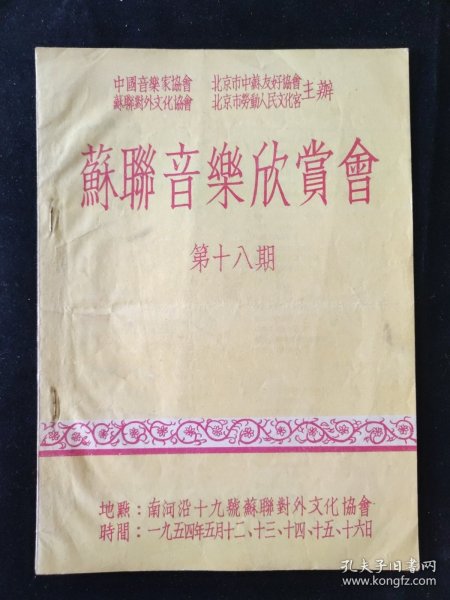 中國音樂家協會 北京市中蘇友好協會
蘇聯對外文化協會 北京市勞動人民文化宮 主辦
蘇聯音樂欣賞會
第十八期
地點：南河沿十九號蘇聯對外文化協會
時間：一九五四年五月十二、十三、十四、十五、十六日
孔夫子旧书网
www.kongfz.com